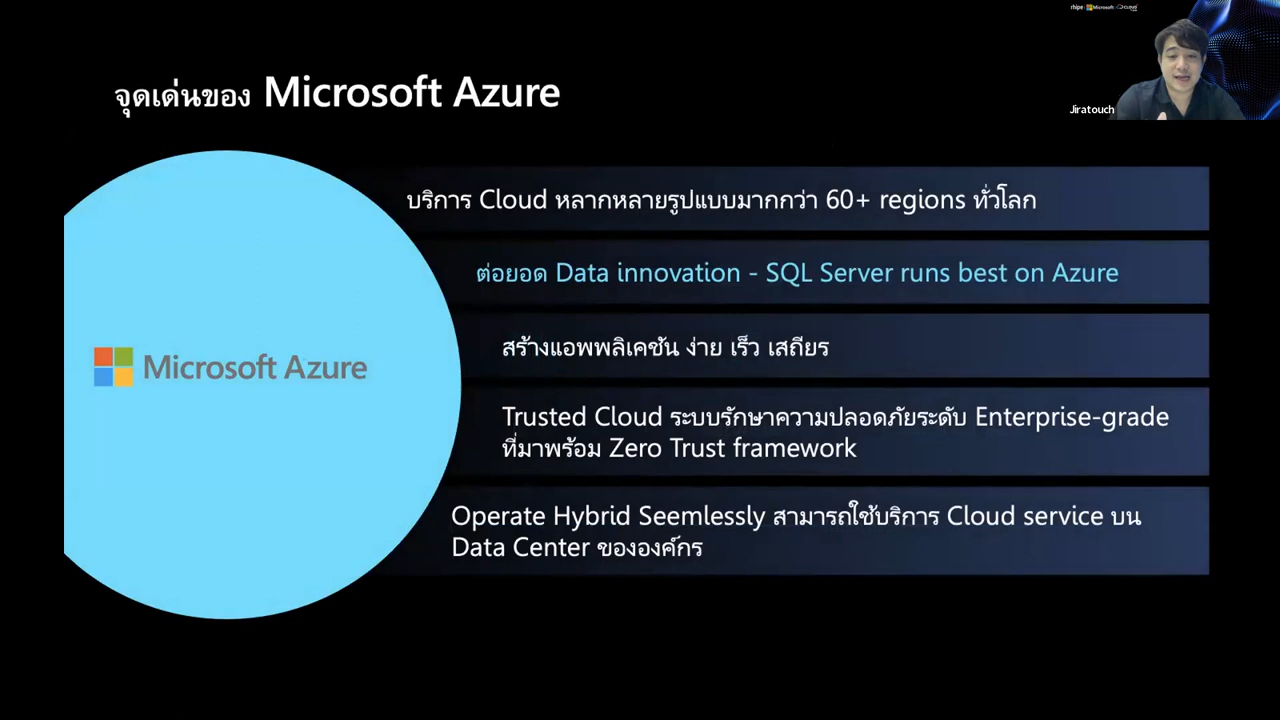 rhipe Microsoft CLOUD
Jiratouch
จุดเด่นของ Microsoft Azure
บริการ Cloud หลากหลายรูปแบบมากกว่า 60+ regions ทั่วโลก
ต่อยอด Data innovation - SQL Server runs best on Azure
สร้างแอพพลิเคชัน ง่าย เร็ว เสถียร
Microsoft Azure
Trusted Cloud ระบบรักษาความปลอดภัยระดับ Enterprise-grade
ที่มาพร้อม Zero Trust framework
Operate Hybrid Seemlessly สามารถใช้บริการ Cloud service บน
Data Center ขององค์กร